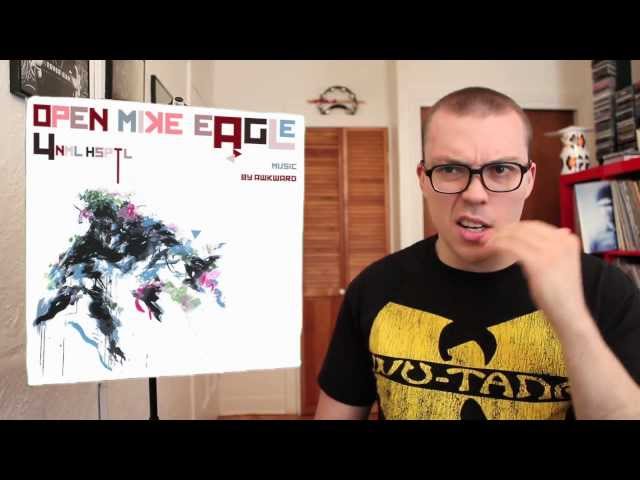 OPEN MIKE EAGLE
4NML HSPTL
MUSIC
BY AWKWARD
WU-TANG